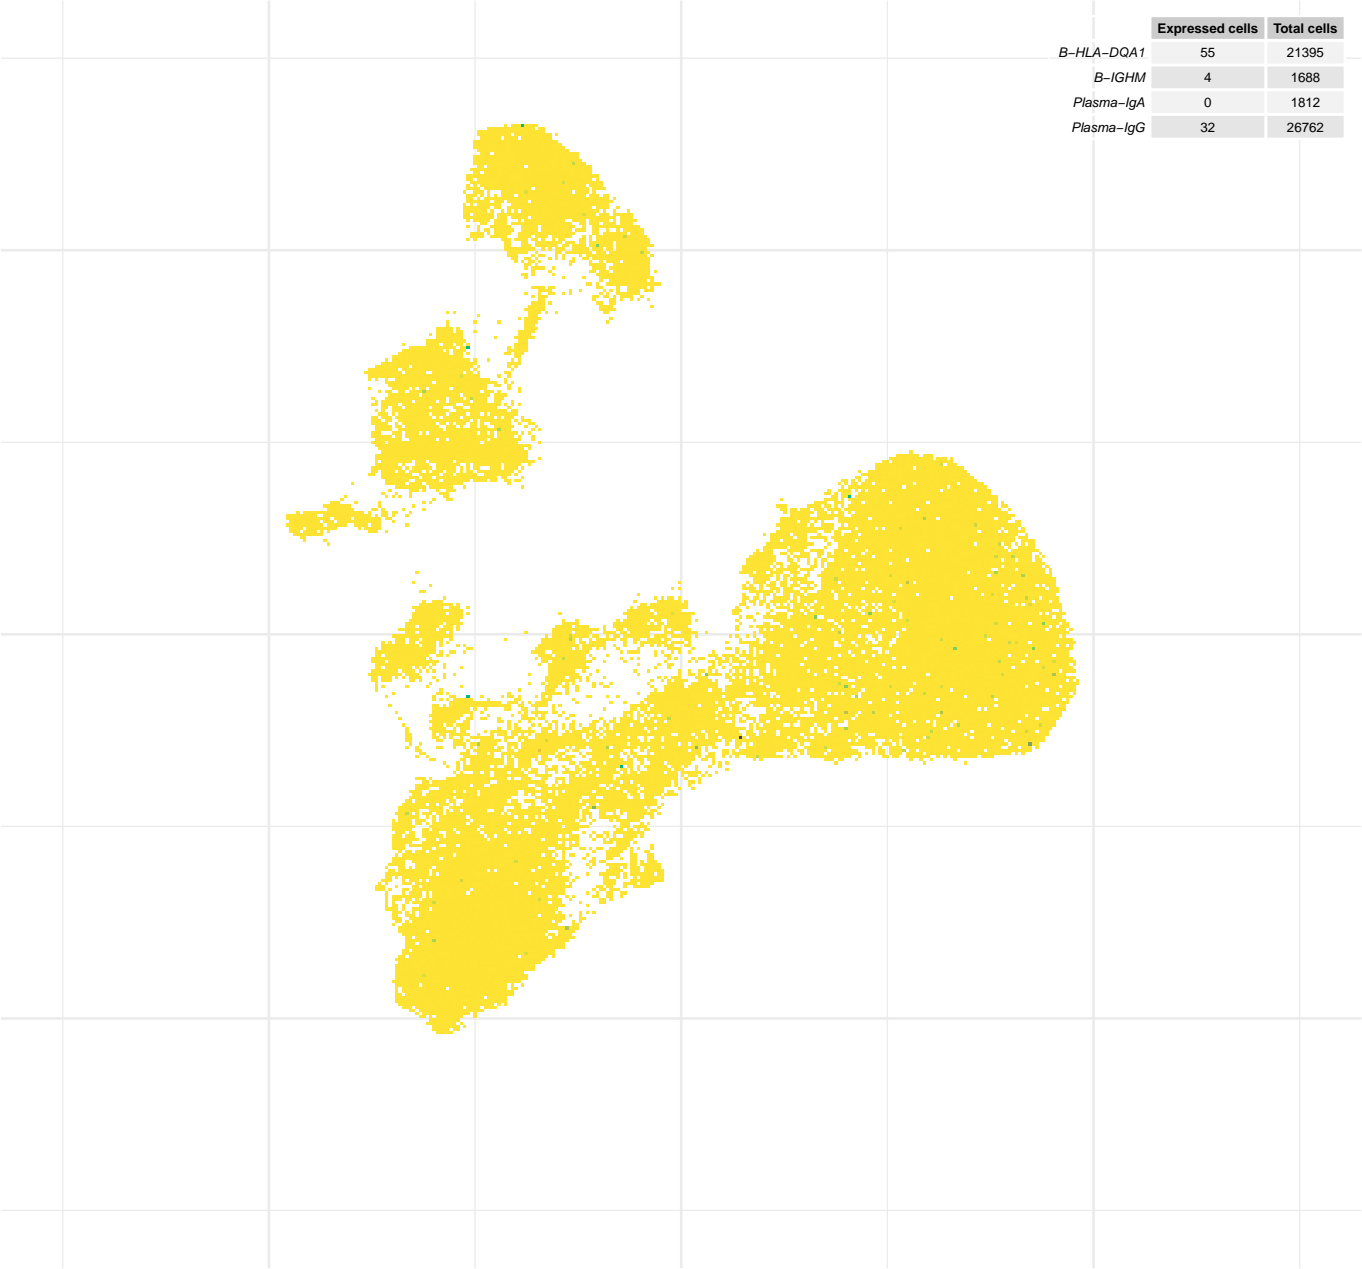 Expressed cells Total cells
B−HLA−DQA1 55 21395
B−IGHM 4 1688
Plasma−IgA 0 1812
Plasma−IgG 32 26762